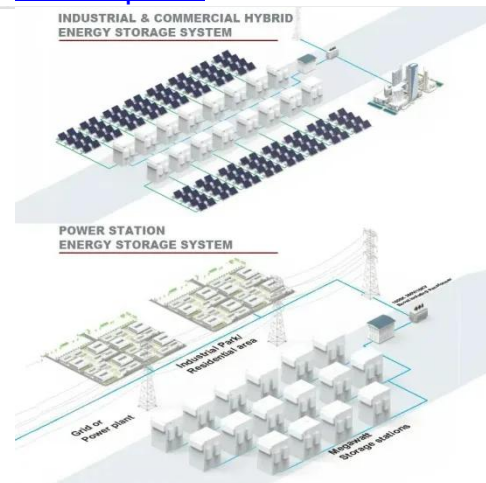 INDUSTRIAL & COMMERCIAL HYBRID
ENERGY STORAGE SYSTEM
POWER STATION
ENERGY STORAGE SYSTEM
Industrial Park/
Residential area
Grid or
Power plant
Megawatt
Storage stations